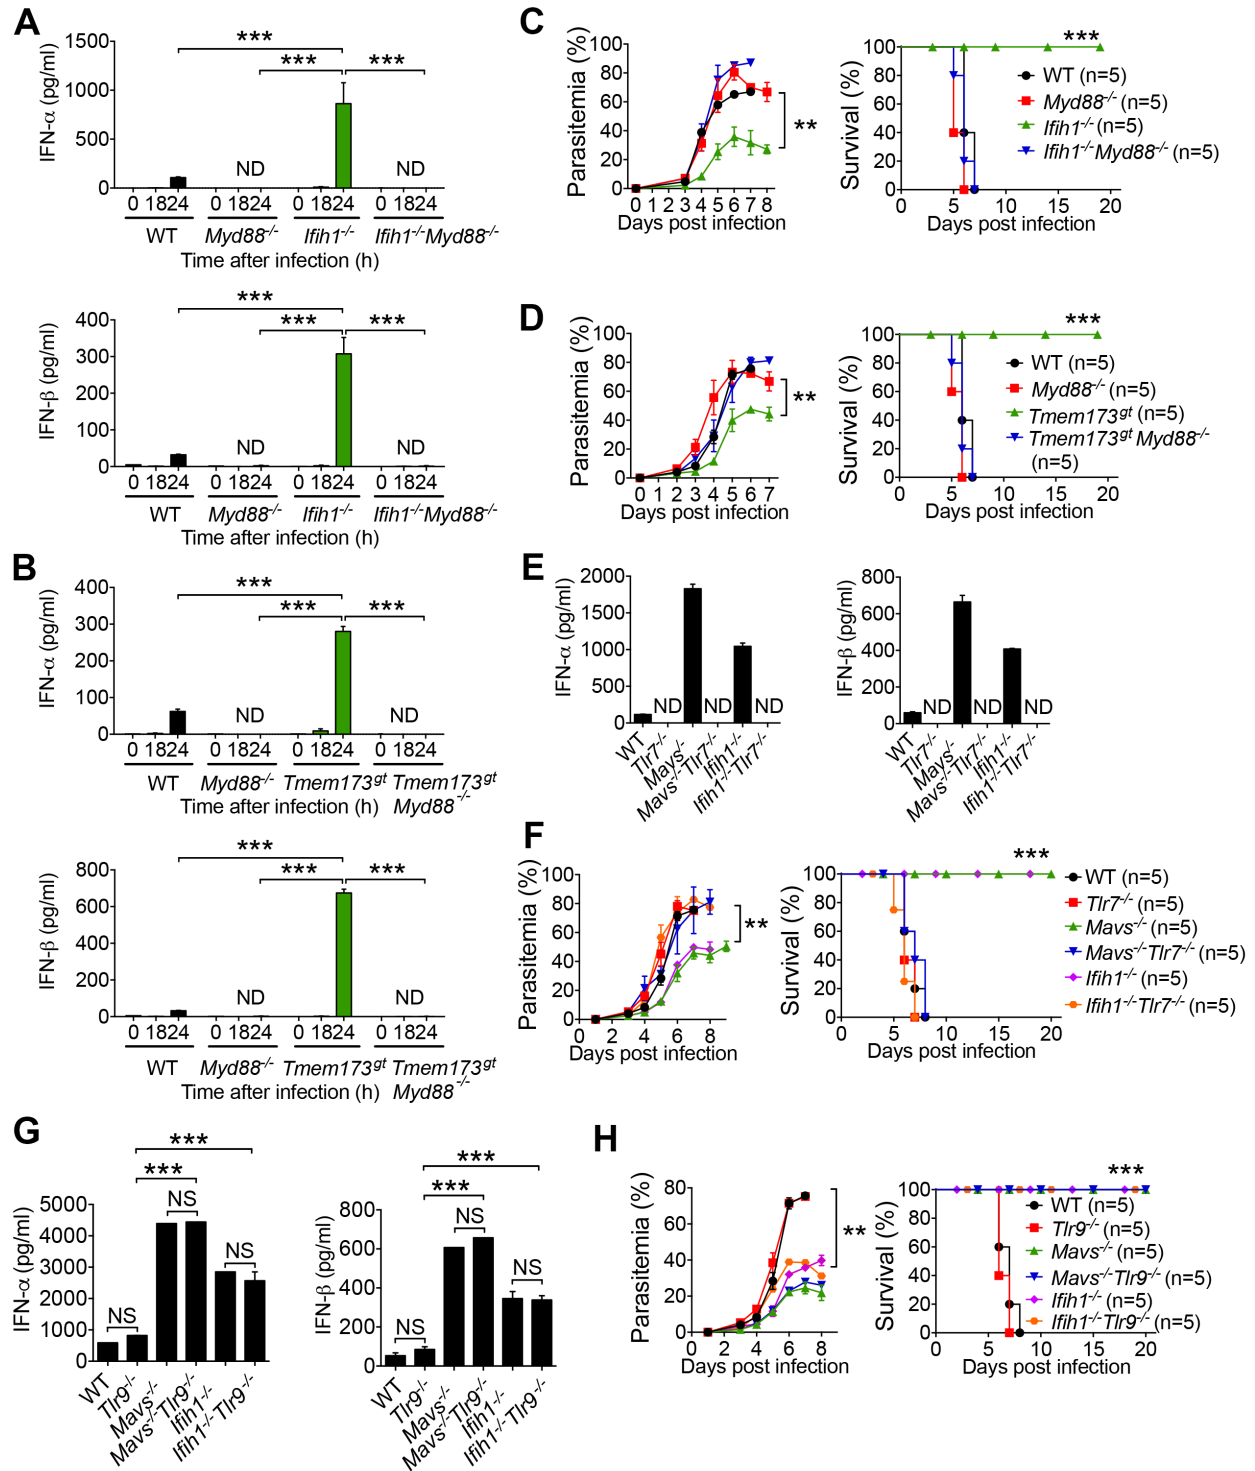 A
IFN-α (pg/ml)
1500
1000
500
0
***
***
***
ND
ND
0 1824
0 1824
0 1824
0 1824
WT
Myd88-/-
Ifih1-/-
Ifih1-/-Myd88-/-
Time after infection (h)
IFN-β (pg/ml)
400
300
200
100
0
***
***
***
ND
ND
0 1824
0 1824
0 1824
0 1824
WT
Myd88-/-
Ifih1-/-
Ifih1-/-Myd88-/-
Time after infection (h)
B
IFN-α (pg/ml)
400
300
200
100
0
***
***
***
ND
ND
0 1824
0 1824
0 1824
0 1824
WT
Myd88-/-
Tmem173gt
Tmem173gt
Myd88-/-
Time after infection (h)
IFN-β (pg/ml)
800
600
400
200
0
***
***
***
ND
ND
0 1824
0 1824
0 1824
0 1824
WT
Myd88-/-
Tmem173gt
Tmem173gt
Myd88-/-
Time after infection (h)
C
Parasitemia (%)
100
80
60
40
20
0
**
0 1 2 3 4 5 6 7 8
Days post infection
Survival (%)
100
80
60
40
20
0
***
WT (n=5)
Myd88-/- (n=5)
Ifih1-/- (n=5)
Ifih1-/-Myd88-/- (n=5)
0 5 10 15 20
Days post infection
D
Parasitemia (%)
100
80
60
40
20
0
**
0 1 2 3 4 5 6 7
Days post infection
Survival (%)
100
80
60
40
20
0
***
WT (n=5)
Myd88-/- (n=5)
Tmem173gt (n=5)
Tmem173gt Myd88-/-
(n=5)
0 5 10 15 20
Days post infection
E
IFN-α (pg/ml)
2000
1500
1000
500
0
ND
ND
ND
WT
Tlr7-/-
Mavs-/-
Mavs-/-Tlr7-/-
Ifih1-/-
Ifih1-/-Tlr7-/-
IFN-β (pg/ml)
800
600
400
200
0
ND
ND
ND
WT
Tlr7-/-
Mavs-/-
Mavs-/-Tlr7-/-
Ifih1-/-
Ifih1-/-Tlr7-/-
F
Parasitemia (%)
100
80
60
40
20
0
**
0 2 4 6 8
Days post infection
Survival (%)
100
80
60
40
20
0
***
WT (n=5)
Tlr7-/- (n=5)
Mavs-/- (n=5)
Mavs-/-Tlr7-/- (n=5)
Ifih1-/- (n=5)
Ifih1-/-Tlr7-/- (n=5)
0 5 10 15 20
Days post infection
G
IFN-α (pg/ml)
5000
4000
3000
2000
1000
0
***
***
NS
NS
NS
WT
Tlr9-/-
Mavs-/-
Mavs-/-Tlr9-/-
Ifih1-/-
Ifih1-/-Tlr9-/-
IFN-β (pg/ml)
800
600
400
200
0
***
***
NS
NS
NS
WT
Tlr9-/-
Mavs-/-
Mavs-/-Tlr9-/-
Ifih1-/-
Ifih1-/-Tlr9-/-
H
Parasitemia (%)
80
60
40
20
0
**
0 2 4 6 8
Days post infection
Survival (%)
100
80
60
40
20
0
***
WT (n=5)
Tlr9-/- (n=5)
Mavs-/- (n=5)
Mavs-/-Tlr9-/- (n=5)
Ifih1-/- (n=5)
Ifih1-/-Tlr9-/- (n=5)
0 5 10 15 20
Days post infection